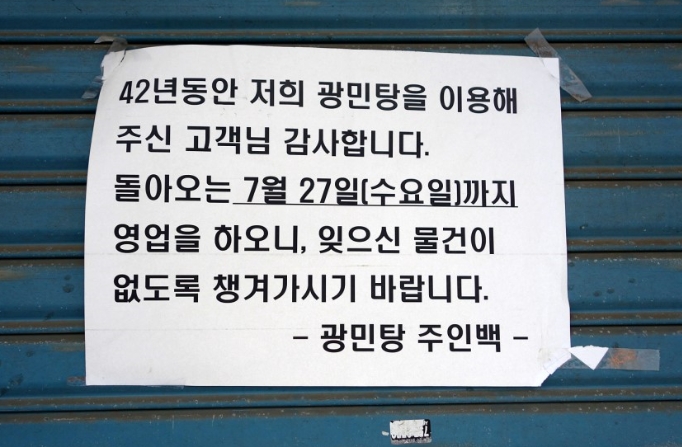 42년동안 저희 광민탕을 이용해
주신 고객님 감사합니다.
돌아오는 7월 27일(수요일)까지
영업을 하오니, 잊으신 물건이
없도록 챙겨가시기 바랍니다.
- 광민탕 주인백 -